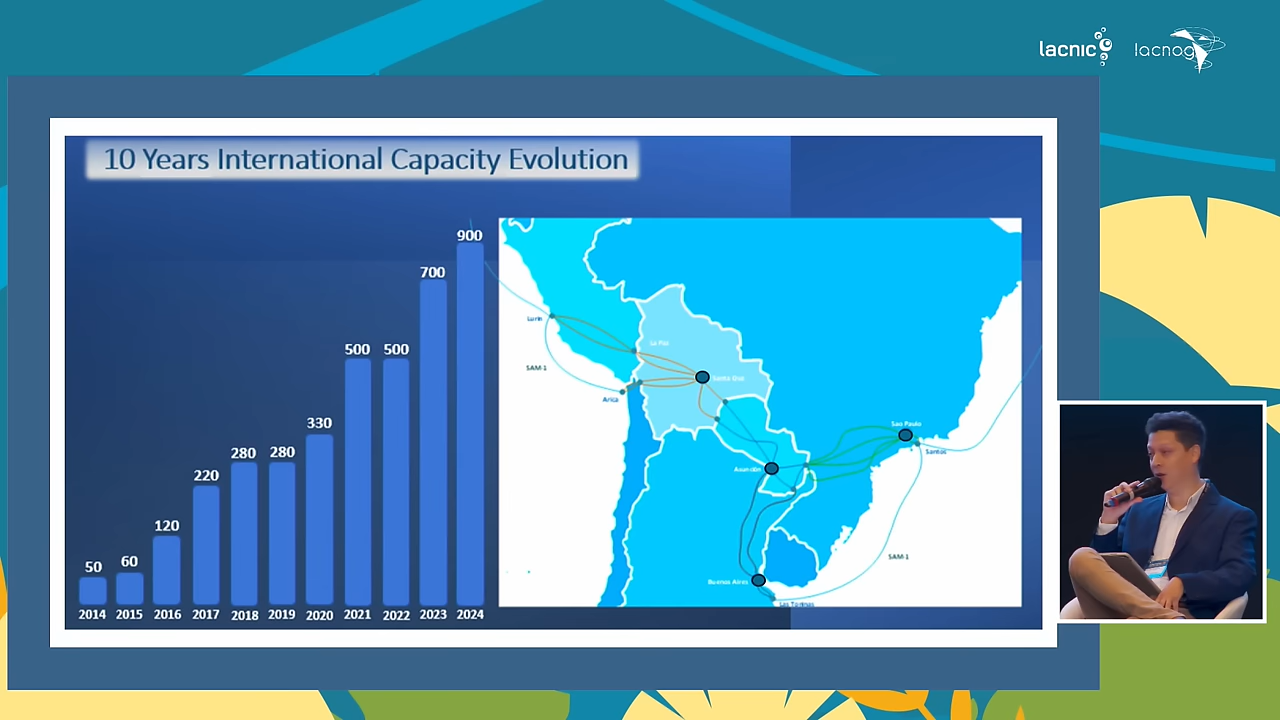 lacnic
lacnog
10 Years International Capacity Evolution
50
60
120
220
280
280
330
500
500
700
900
2014
2015
2016
2017
2018
2019
2020
2021
2022
2023
2024
Lurin
La Paz
SAM-1
Santa Cruz
Arica
Sao Paulo
Santos
Asunción
SAM-1
Buenos Aires
Las Toninas